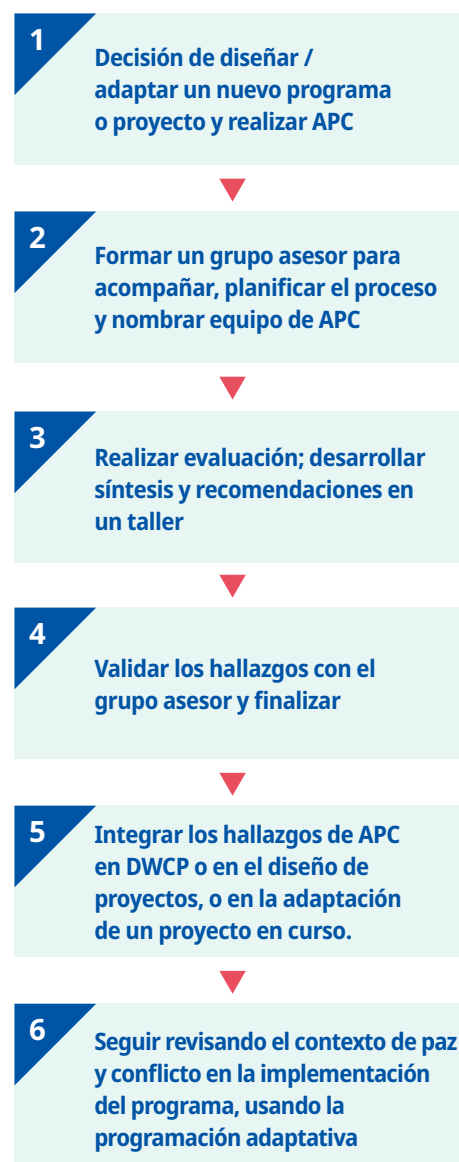 1
Decisión de diseñar /
adaptar un nuevo programa
o proyecto y realizar APC
2
Formar un grupo asesor para
acompañar, planificar el proceso
y nombrar equipo de APC
3
Realizar evaluación; desarrollar
síntesis y recomendaciones en
un taller
4
Validar los hallazgos con el
grupo asesor y finalizar
5
Integrar los hallazgos de APC
en DWCP o en el diseño de
proyectos, o en la adaptación
de un proyecto en curso.
6
Seguir revisando el contexto de paz
y conflicto en la implementación
del programa, usando la
programación adaptativa